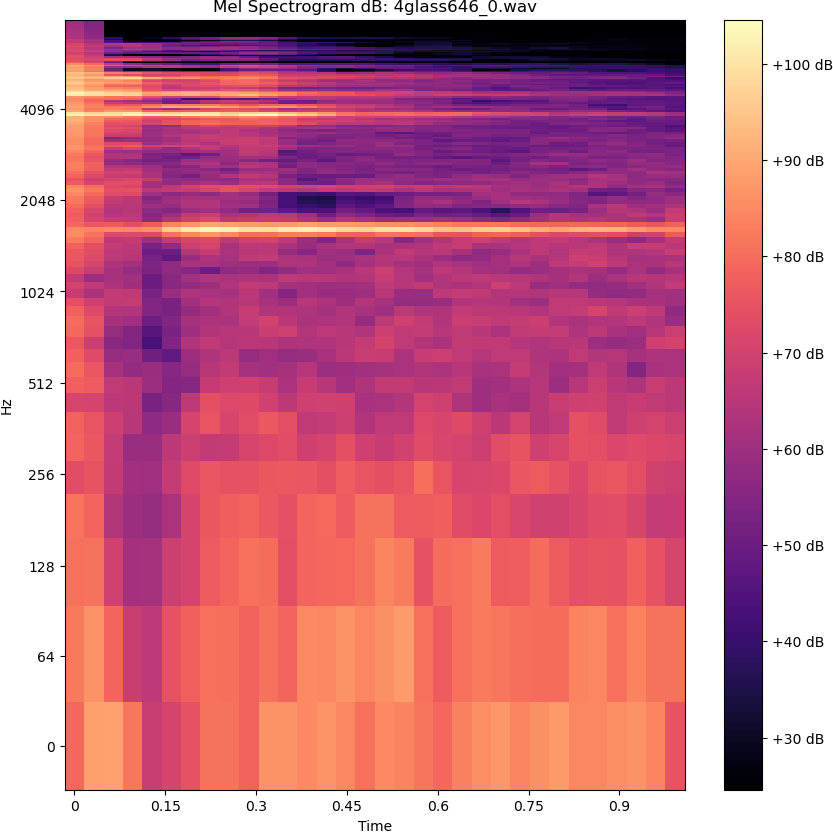 Mel Spectrogram dB: 4glass646_0.wav
+100 dB
4096
+90 dB
2048
+80 dB
1024
+70 dB
512
Hz
+60 dB
256
+50 dB
128
64
+40 dB
0
+30 dB
0 0.15 0.3 0.45 0.6 0.75 0.9
Time